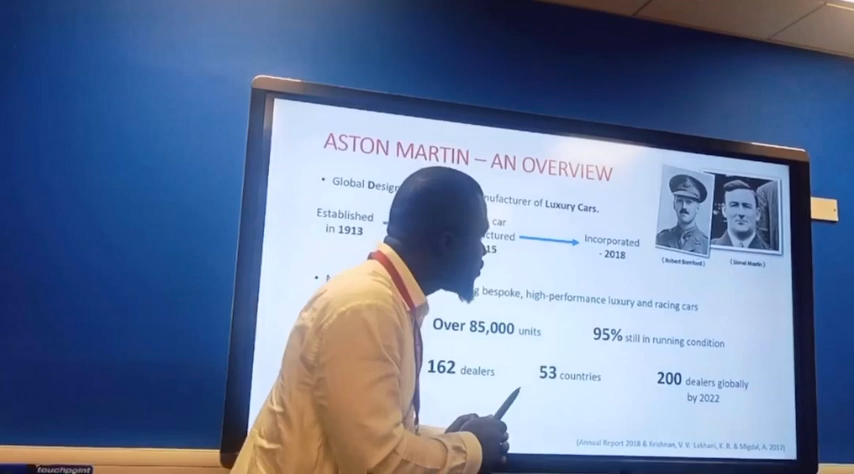 ASTON MARTIN – AN OVERVIEW
• Global Desig nufacturer of Luxury Cars.
Established
in 1913
car
ctured
15
Incorporated
- 2018
(Robert Bamford)
(Lionel Martin)
g bespoke, high-performance luxury and racing cars
Over 85,000 units
95% still in running condition
162 dealers
53 countries
200 dealers globally
by 2022
(Annual Report 2018 & Krishnan, V. V. Lakhani, K. R. & Migdal, A. 2017)
touchpoint